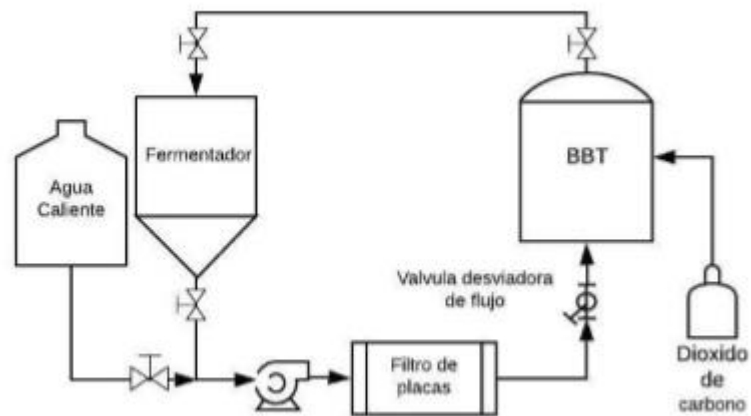 Fermentador
Agua
Caliente
BBT
Valvula desviadora
de flujo
Filtro de
placas
Dioxido
de
carbono